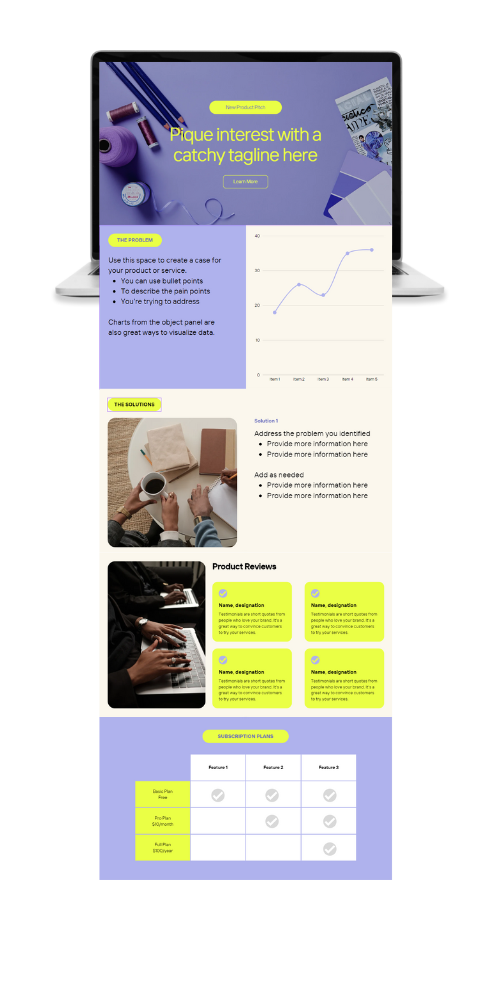 New Product Pitch
Pique interest with a
catchy tagline here
Learn More
THE PROBLEM
Use this space to create a case for
your product or service.
• You can use bullet points
• To describe the pain points
• You're trying to address
Charts from the object panel are
also great ways to visualize data.
40
30
20
10
0
Item 1
Item 2
Item 3
Item 4
Item 5
THE SOLUTIONS
Solution 1
Address the problem you identified
• Provide more information here
• Provide more information here
Add as needed
• Provide more information here
• Provide more information here
Product Reviews
Name, designation
Testimonials are short quotes from
people who love your brand. It's a
great way to convince customers
to try your services.
Name, designation
Testimonials are short quotes from
people who love your brand. It's a
great way to convince customers
to try your services.
Name, designation
Testimonials are short quotes from
people who love your brand. It's a
great way to convince customers
to try your services.
Name, designation
Testimonials are short quotes from
people who love your brand. It's a
great way to convince customers
to try your services.
SUBSCRIPTION PLANS
Feature 1
Feature 2
Feature 3
Basic Plan
Free
Pro Plan
Full Plan